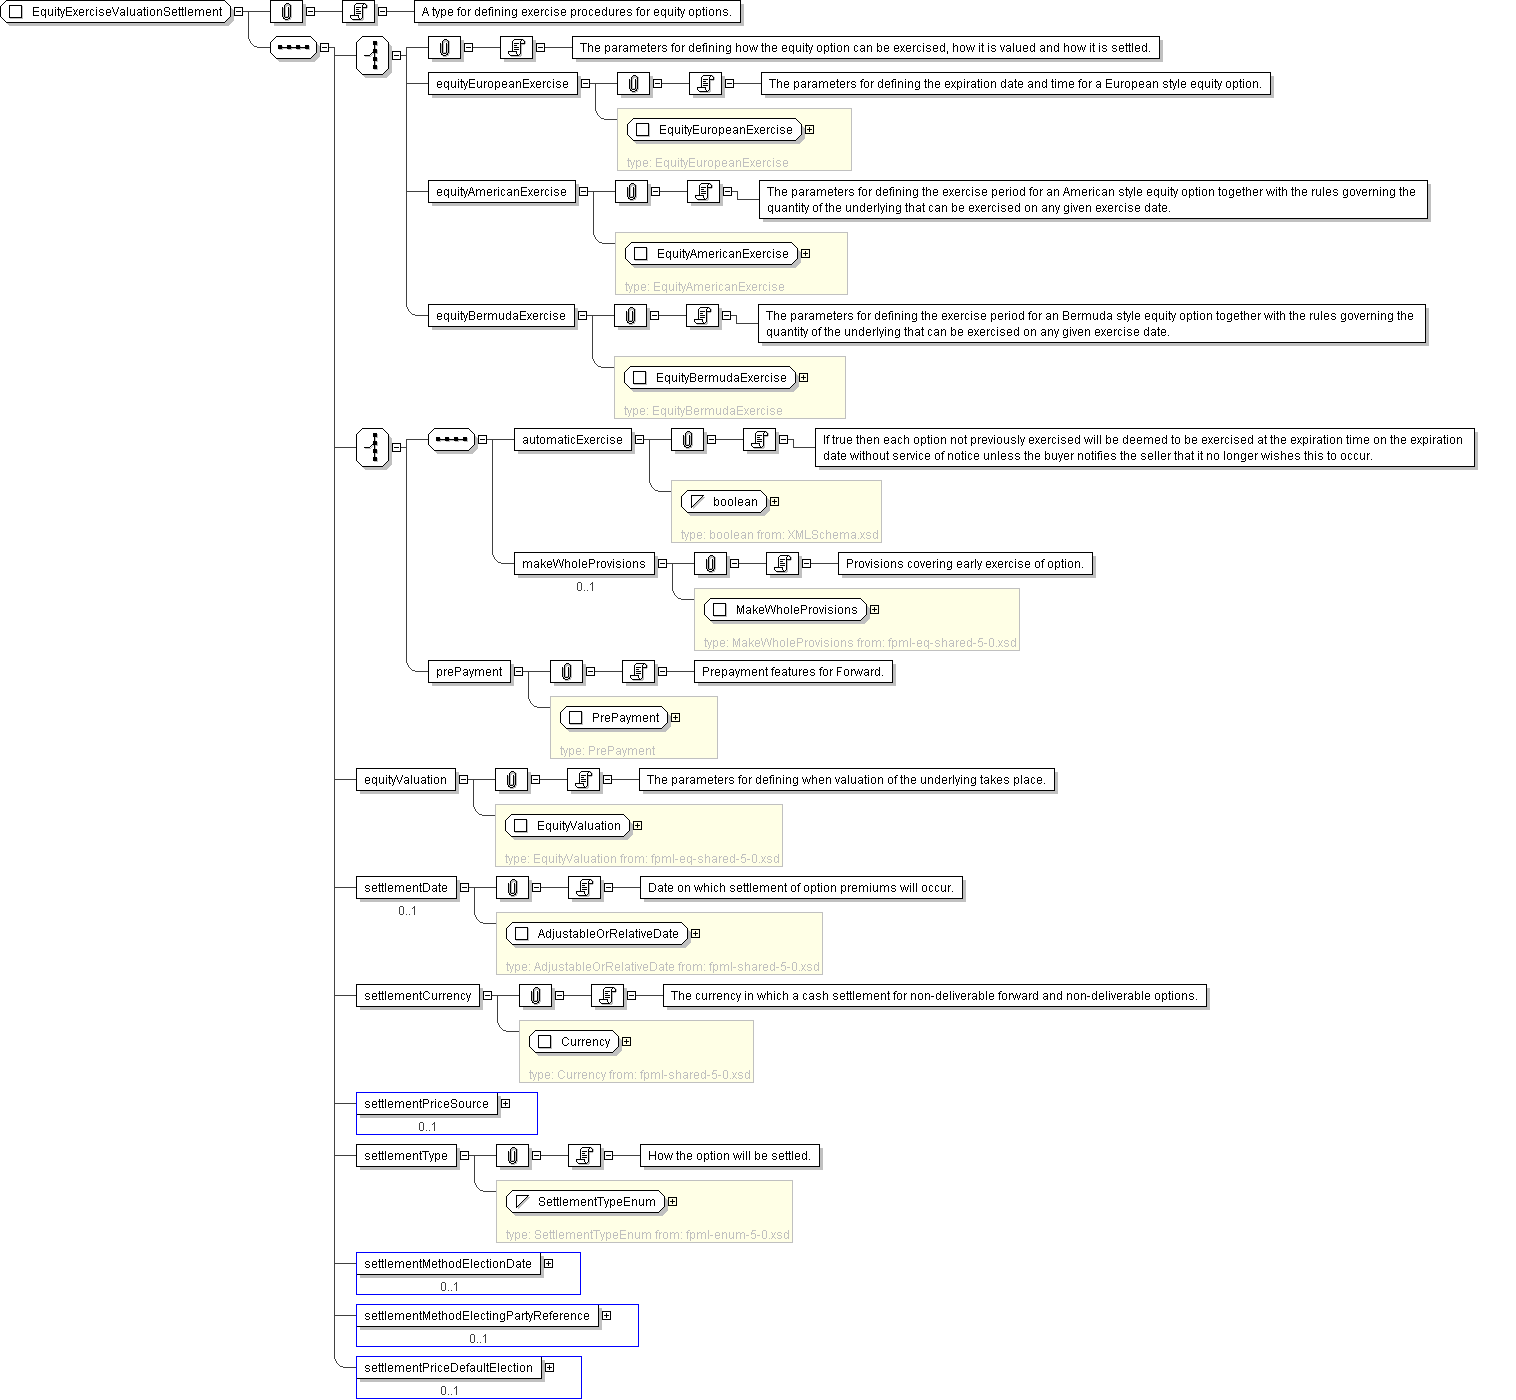 EquityExerciseValuationSettlement
A type for defining exercise procedures for equity options.
The parameters for defining how the equity option can be exercised, how it is valued and how it is settled.
equityEuropeanExercise
The parameters for defining the expiration date and time for a European style equity option.
EquityEuropeanExercise
type: EquityEuropeanExercise
equityAmericanExercise
The parameters for defining the exercise period for an American style equity option together with the rules governing the
quantity of the underlying that can be exercised on any given exercise date.
EquityAmericanExercise
type: EquityAmericanExercise
equityBermudaExercise
The parameters for defining the exercise period for an Bermuda style equity option together with the rules governing the
quantity of the underlying that can be exercised on any given exercise date.
EquityBermudaExercise
type: EquityBermudaExercise
automaticExercise
If true then each option not previously exercised will be deemed to be exercised at the expiration time on the expiration
date without service of notice unless the buyer notifies the seller that it no longer wishes this to occur.
boolean
type: boolean from: XMLSchema.xsd
makeWholeProvisions
Provisions covering early exercise of option.
0..1
MakeWholeProvisions
type: MakeWholeProvisions from: fpml-eq-shared-5-0.xsd
prePayment
Prepayment features for Forward.
PrePayment
type: PrePayment
equityValuation
The parameters for defining when valuation of the underlying takes place.
EquityValuation
type: EquityValuation from: fpml-eq-shared-5-0.xsd
settlementDate
Date on which settlement of option premiums will occur.
0..1
AdjustableOrRelativeDate
type: AdjustableOrRelativeDate from: fpml-shared-5-0.xsd
settlementCurrency
The currency in which a cash settlement for non-deliverable forward and non-deliverable options.
Currency
type: Currency from: fpml-shared-5-0.xsd
settlementPriceSource
0..1
settlementType
How the option will be settled.
SettlementTypeEnum
type: SettlementTypeEnum from: fpml-enum-5-0.xsd
settlementMethodElectionDate
0..1
settlementMethodElectingPartyReference
0..1
settlementPriceDefaultElection
0..1